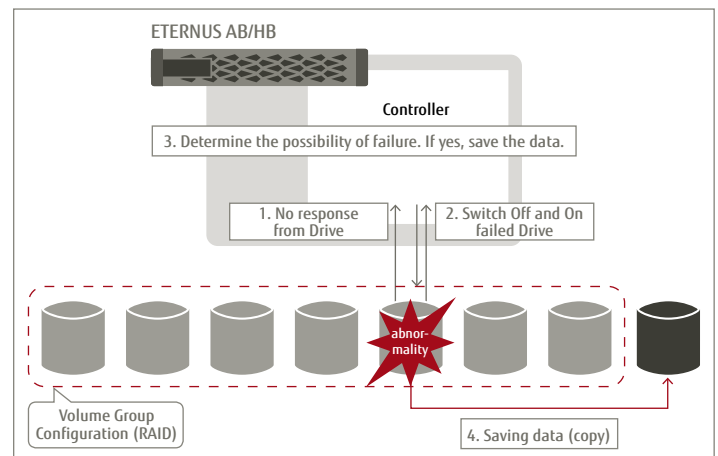 ETERNUS AB/HB
Controller
3. Determine the possibility of failure. If yes, save the data.
1. No response
from Drive
2. Switch Off and On
failed Drive
abnor-
mality
Volume Group
Configuration (RAID)
4. Saving data (copy)